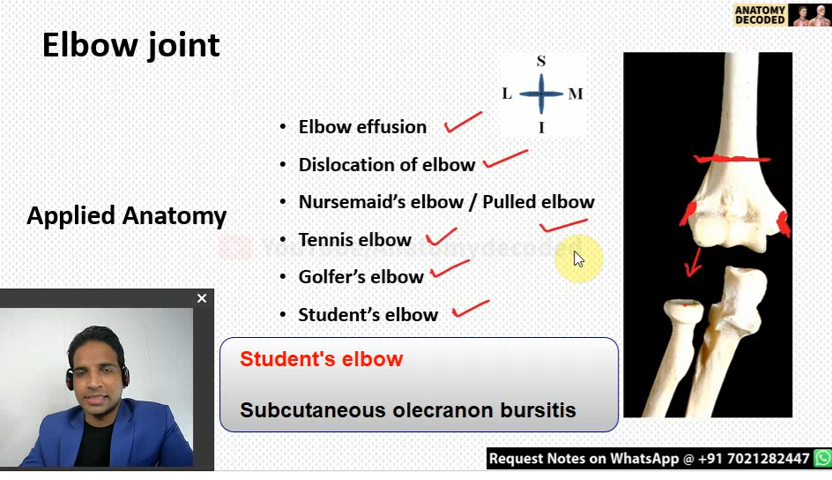 Elbow joint
ANATOMY
DECODED
S
L M
I
• Elbow effusion
• Dislocation of elbow
• Nursemaid's elbow / Pulled elbow
Applied Anatomy
• Tennis elbow
• Golfer's elbow
• Student's elbow
Student's elbow
Subcutaneous olecranon bursitis
Request Notes on WhatsApp @ +91 7021282447